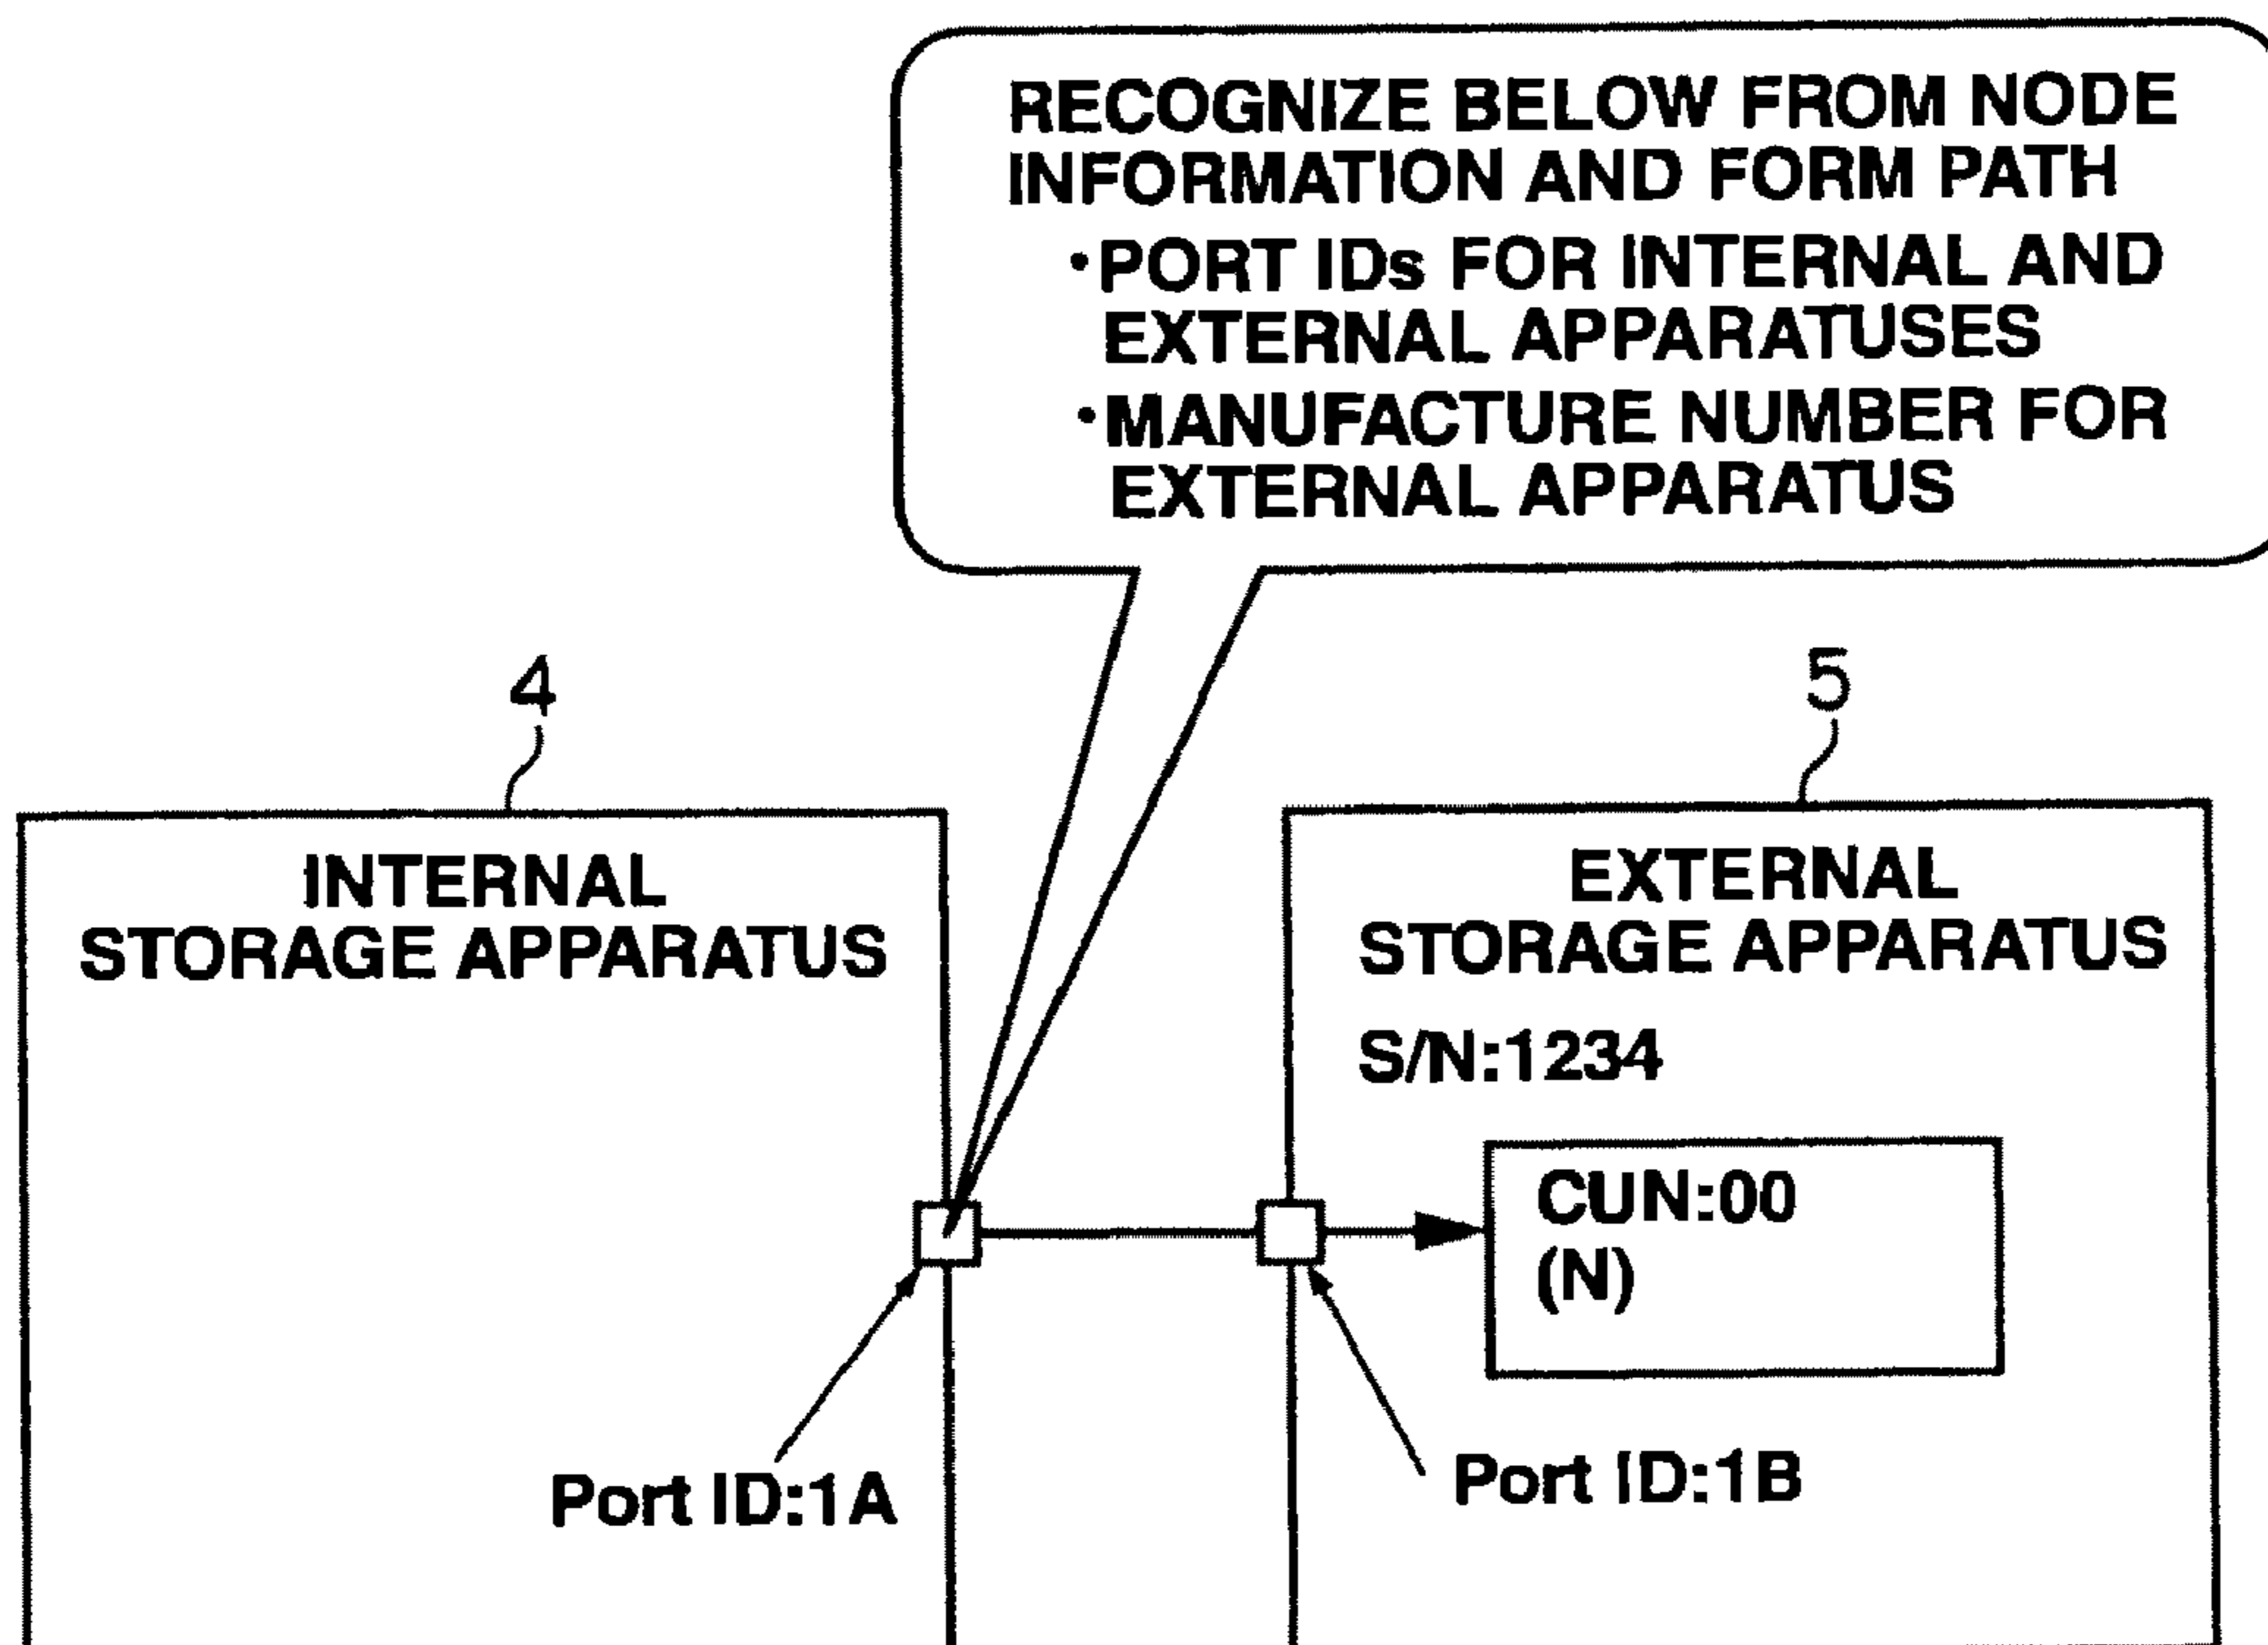 RECOGNIZE BELOW FROM NODE
INFORMATION AND FORM PATH
•PORT IDs FOR INTERNAL AND
EXTERNAL APPARATUSES
•MANUFACTURE NUMBER FOR
EXTERNAL APPARATUS
4
5
INTERNAL
STORAGE APPARATUS
EXTERNAL
STORAGE APPARATUS
S/N:1234
CUN:00
(N)
Port ID:1A
Port ID:1B